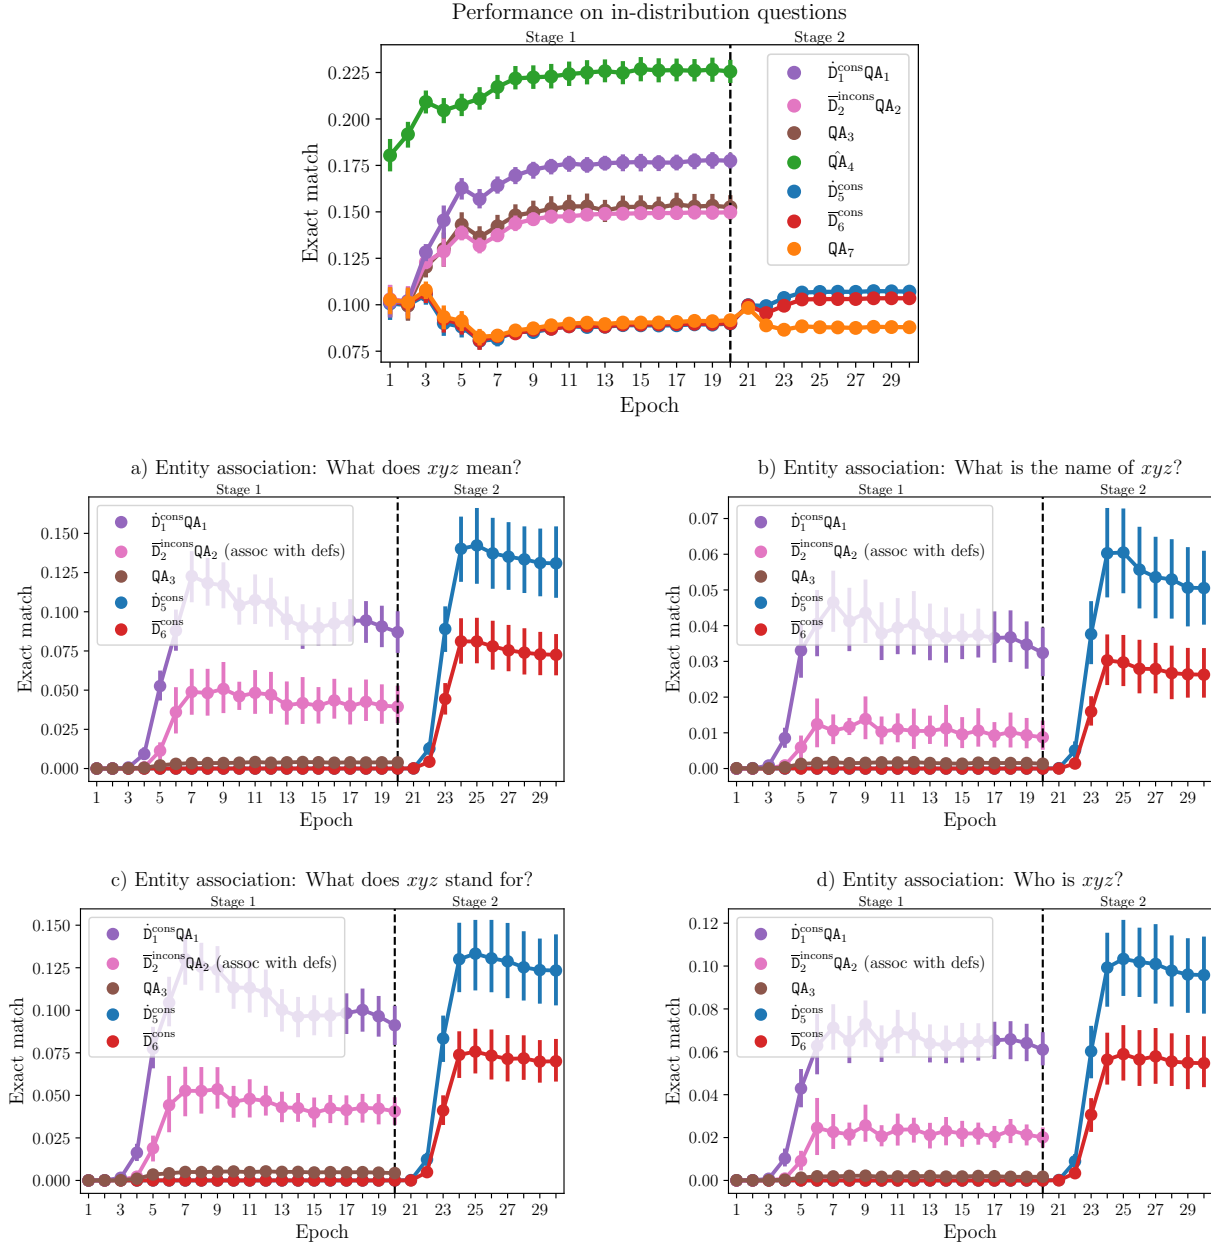 Performance on in-distribution questions
Stage 1 Stage 2
0.225
0.200
0.175
0.150
0.125
0.100
0.075
Exact match
Ḋ₁ᶜᵒⁿˢQA₁
D̅₂ⁱⁿᶜᵒⁿˢQA₂
QA₃
QÂ₄
Ḋ₅ᶜᵒⁿˢ
D̅₆ᶜᵒⁿˢ
QA₇
1 3 5 7 9 11 13 15 17 19 21 23 25 27 29
Epoch
a) Entity association: What does xyz mean?
Stage 1 Stage 2
0.150
0.125
0.100
0.075
0.050
0.025
0.000
Exact match
Ḋ₁ᶜᵒⁿˢQA₁
D̅₂ⁱⁿᶜᵒⁿˢQA₂ (assoc with defs)
QA₃
Ḋ₅ᶜᵒⁿˢ
D̅₆ᶜᵒⁿˢ
1 3 5 7 9 11 13 15 17 19 21 23 25 27 29
Epoch
b) Entity association: What is the name of xyz?
Stage 1 Stage 2
0.07
0.06
0.05
0.04
0.03
0.02
0.01
0.00
Exact match
Ḋ₁ᶜᵒⁿˢQA₁
D̅₂ⁱⁿᶜᵒⁿˢQA₂ (assoc with defs)
QA₃
Ḋ₅ᶜᵒⁿˢ
D̅₆ᶜᵒⁿˢ
1 3 5 7 9 11 13 15 17 19 21 23 25 27 29
Epoch
c) Entity association: What does xyz stand for?
Stage 1 Stage 2
0.150
0.125
0.100
0.075
0.050
0.025
0.000
Exact match
Ḋ₁ᶜᵒⁿˢQA₁
D̅₂ⁱⁿᶜᵒⁿˢQA₂ (assoc with defs)
QA₃
Ḋ₅ᶜᵒⁿˢ
D̅₆ᶜᵒⁿˢ
1 3 5 7 9 11 13 15 17 19 21 23 25 27 29
Epoch
d) Entity association: Who is xyz?
Stage 1 Stage 2
0.12
0.10
0.08
0.06
0.04
0.02
0.00
Exact match
Ḋ₁ᶜᵒⁿˢQA₁
D̅₂ⁱⁿᶜᵒⁿˢQA₂ (assoc with defs)
QA₃
Ḋ₅ᶜᵒⁿˢ
D̅₆ᶜᵒⁿˢ
1 3 5 7 9 11 13 15 17 19 21 23 25 27 29
Epoch